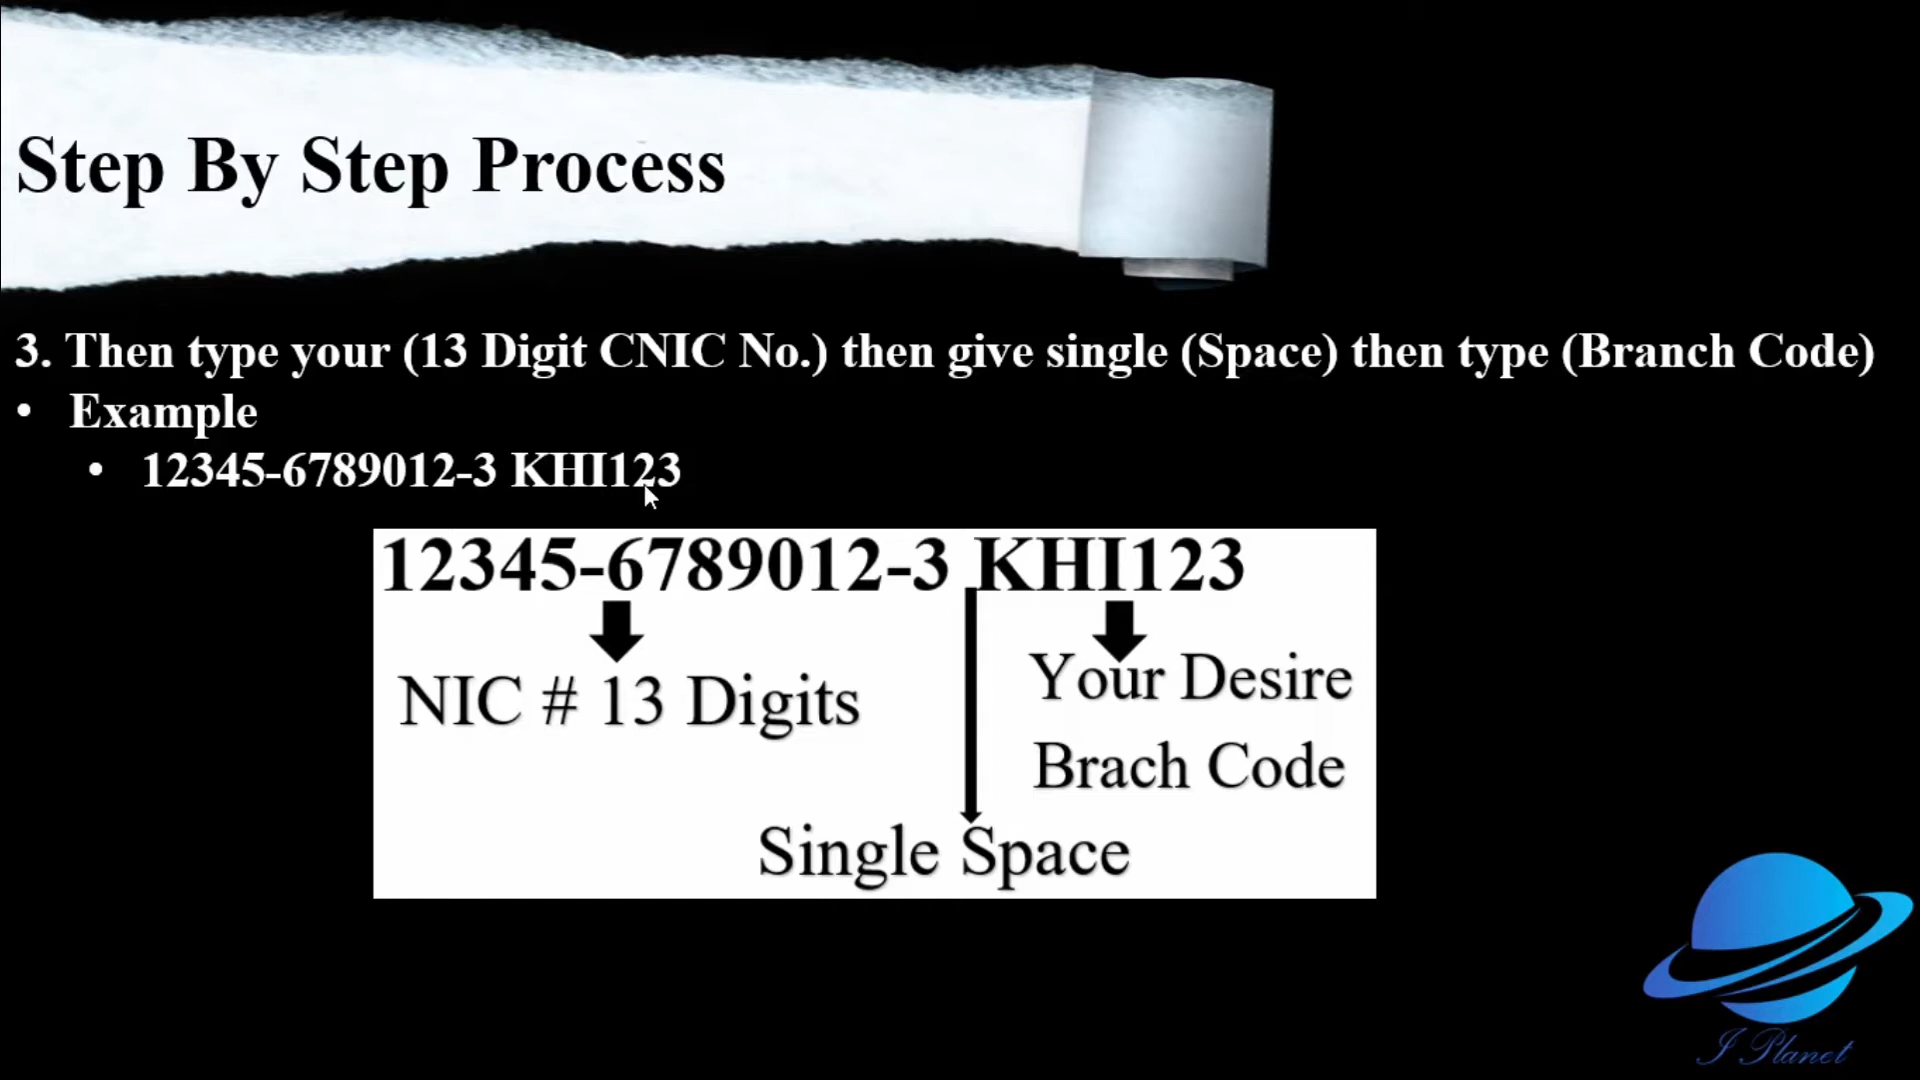 Step By Step Process
3. Then type your (13 Digit CNIC No.) then give single (Space) then type (Branch Code)
• Example
• 12345-6789012-3 KHI123
12345-6789012-3 KHI123
NIC # 13 Digits
Your Desire
Brach Code
Single Space
I Planet